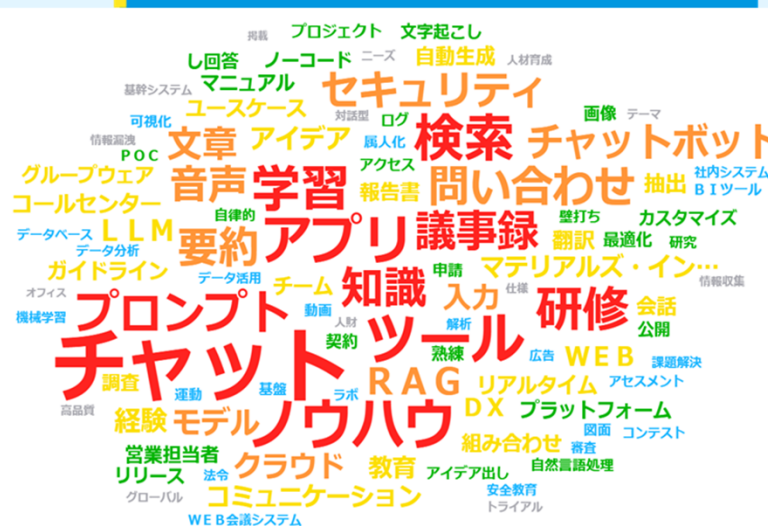 掲載 プロジェクト 文字起こし
し回答 ノーコード ニーズ 自動生成 人材育成
基幹システム マニュアル セキュリティ
ユースケース 対話型 ログ 画像 テーマ
可視化 文章 アイデア 属人化 検索 チャットボット
情報漏洩 POC アクセス
グループウェア 音声 学習 報告書 問い合わせ 抽出 社内システム
BIツール
コールセンター 自律的 壁打ち カスタマイズ
データベース LLM 要約 アプリ 議事録 翻訳 最適化 研究
データ分析
ガイドライン データ活用 チーム 知識 申請 マテリアルズ・イン…
オフィス 仕様 情報収集
機械学習 プロンプト 動画 入力 研修 会話
人財 解析 公開
チャット 契約 ツール 熟練 広告 WEB 課題解決
調査 運動 基盤 ラボ RAG リアルタイム アセスメント
高品質 経験 モデル ノウハウ DX プラットフォーム
図面 コンテスト
営業担当者 組み合わせ 審査
リリース 法令 クラウド 教育 アイデア出し 自然言語処理
グローバル コミュニケーション 安全教育
トライアル
WEB会議システム